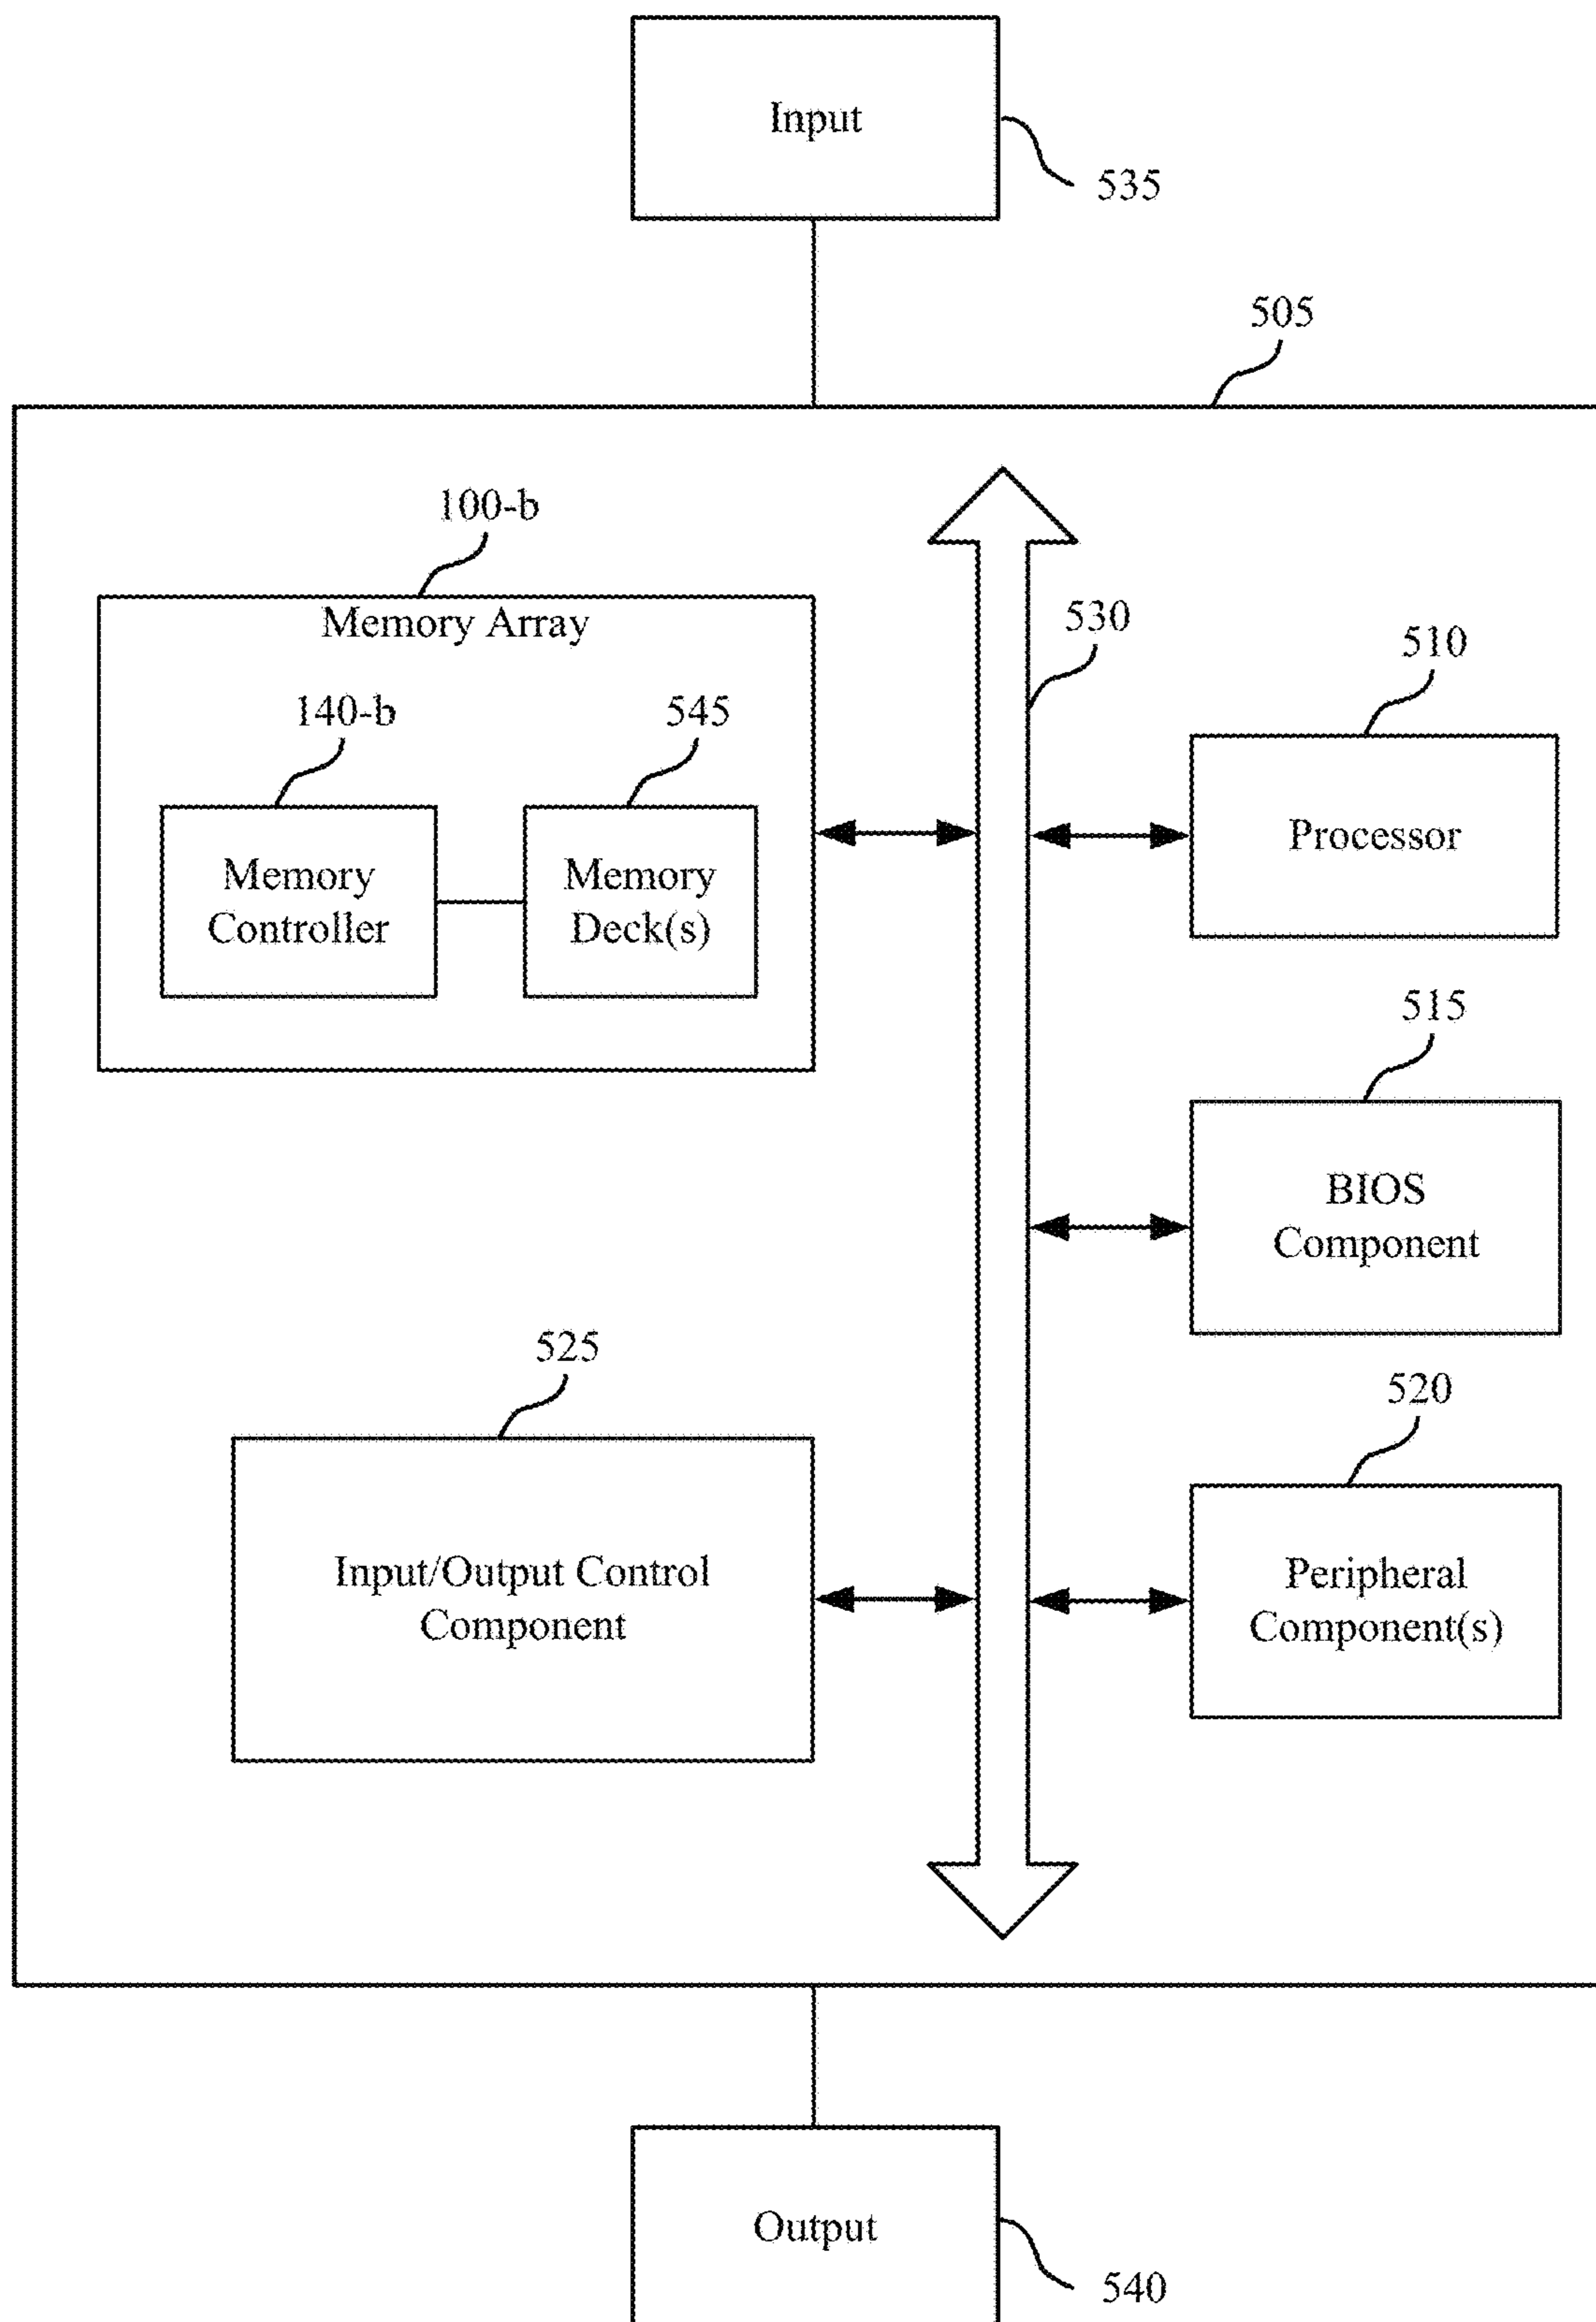 Input
535
505
100-b
Memory Array
530
510
140-b
545
Processor
Memory
Controller
Memory
Deck(s)
515
BIOS
Component
525
520
Input/Output Control
Component
Peripheral
Component(s)
Output
540